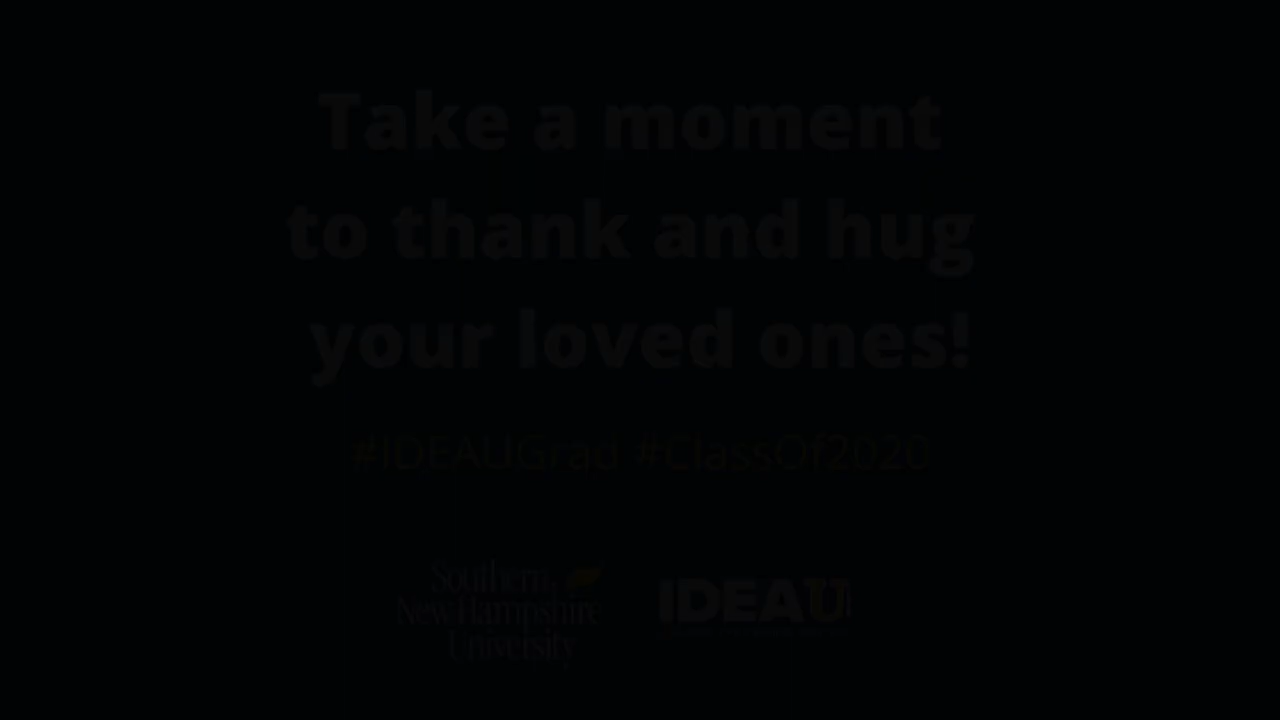 Take a moment
to thank and hug
your loved ones!
#IDEAUGrad #ClassOf2020
Southern
New Hampshire
University
IDEAU